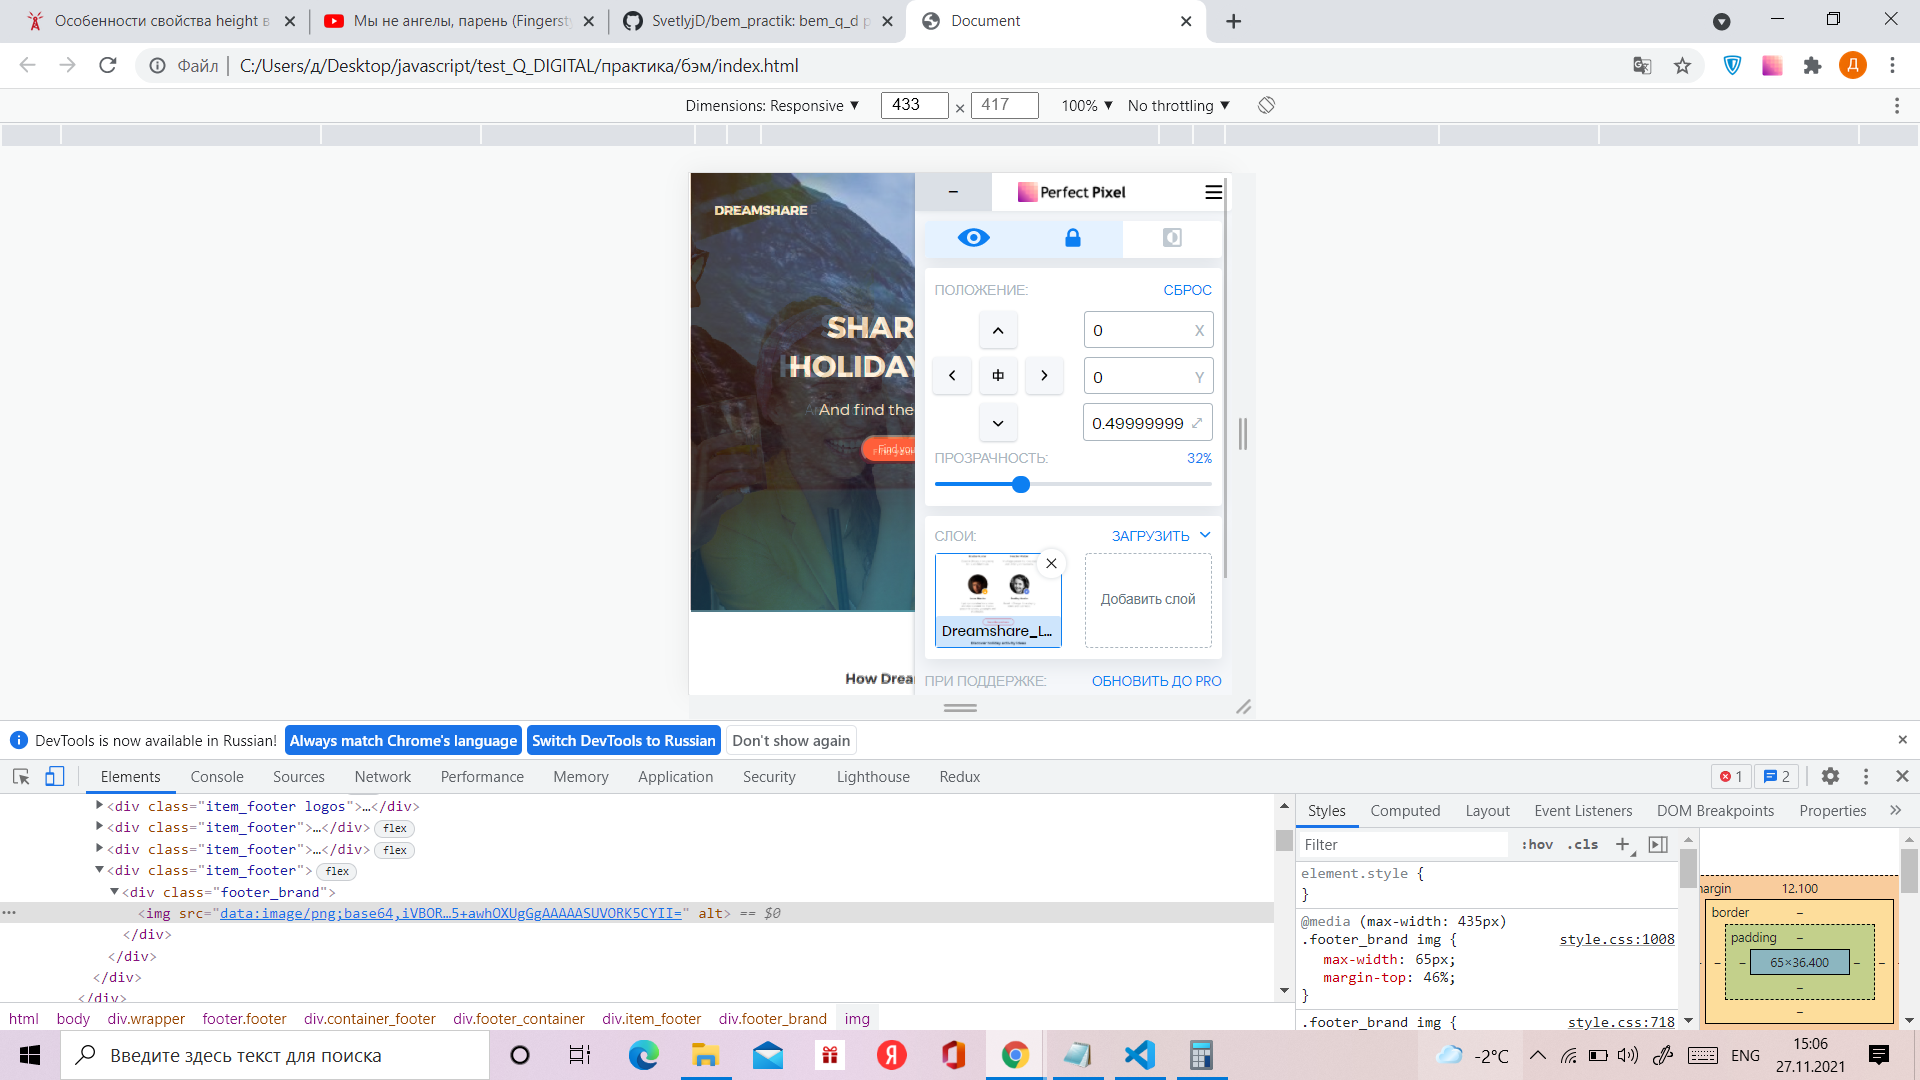 Особенности свойства height в
Мы не ангелы, парень (Fingersty
SvetlyjD/bem_practik: bem_q_d p
Document
Файл
C:/Users/д/Desktop/javascript/test_Q_DIGITAL/практика/бэм/index.html
Д
Dimensions: Responsive ▼ 433 × 417 100% ▼ No throttling ▼
DREAMSHARE
SHAR
HOLIDAY
And find the
Find your
How Drea
Perfect Pixel
ПОЛОЖЕНИЕ: СБРОС
0 X
0 Y
0.49999999
ПРОЗРАЧНОСТЬ: 32%
СЛОИ: ЗАГРУЗИТЬ
Dreamshare_L...
Добавить слой
ПРИ ПОДДЕРЖКЕ: ОБНОВИТЬ ДО PRO
DevTools is now available in Russian! Always match Chrome's language Switch DevTools to Russian Don't show again
Elements Console Sources Network Performance Memory Application Security Lighthouse Redux 1 2
<div class="item_footer logos">…</div>
<div class="item_footer">…</div> flex
<div class="item_footer">…</div> flex
<div class="item_footer"> flex
<div class="footer_brand">
<img src="data:image/png;base64,iVBOR…5+awhOXUgGgAAAAASUVORK5CYII=" alt> == $0
</div>
</div>
</div>
</div>
html body div.wrapper footer.footer div.container_footer div.footer_container div.item_footer div.footer_brand img
Styles Computed Layout Event Listeners DOM Breakpoints Properties
Filter :hov .cls
element.style {
}
@media (max-width: 435px)
.footer_brand img { style.css:1008
max-width: 65px;
margin-top: 46%;
}
.footer_brand img { style.css:718
margin 12.100
border –
padding –
– – 65×36.400 – –
–
–
Введите здесь текст для поиска
-2°C
ENG
15:06
27.11.2021